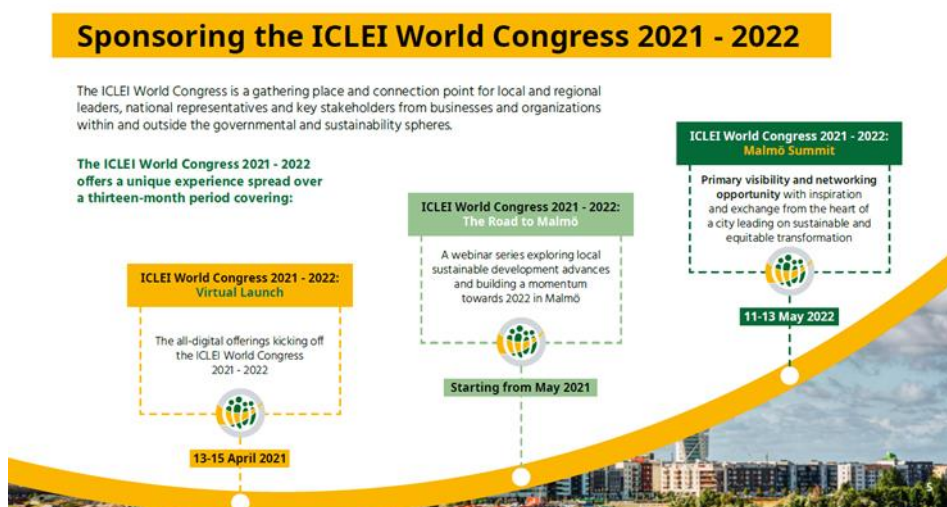 Sponsoring the ICLEI World Congress 2021 - 2022
The ICLEI World Congress is a gathering place and connection point for local and regional
leaders, national representatives and key stakeholders from businesses and organizations
within and outside the governmental and sustainability spheres.
The ICLEI World Congress 2021 - 2022
offers a unique experience spread over
a thirteen-month period covering:
ICLEI World Congress 2021 - 2022:
Virtual Launch
The all-digital offerings kicking off
the ICLEI World Congress
2021 - 2022
13-15 April 2021
ICLEI World Congress 2021 - 2022:
The Road to Malmö
A webinar series exploring local
sustainable development advances
and building a momentum
towards 2022 in Malmö
Starting from May 2021
ICLEI World Congress 2021 - 2022:
Malmö Summit
Primary visibility and networking
opportunity with inspiration
and exchange from the heart of
a city leading on sustainable and
equitable transformation
11-13 May 2022
5